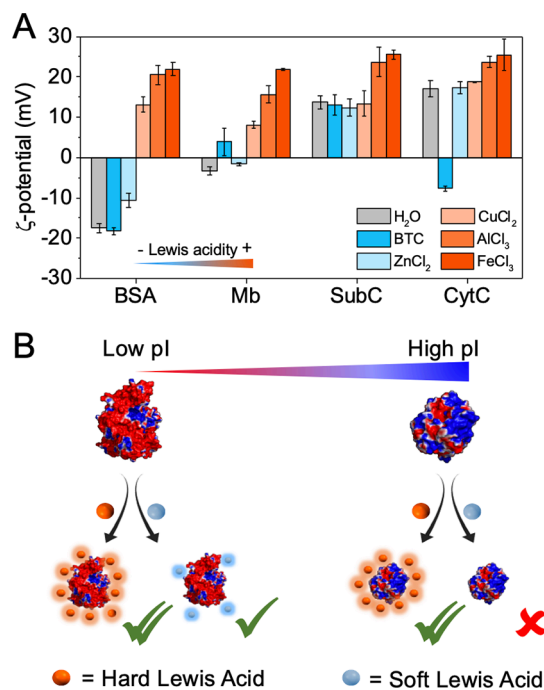 A
ζ-potential (mV)
30
20
10
0
-10
-20
-30
H₂O
BTC
ZnCl₂
CuCl₂
AlCl₃
FeCl₃
- Lewis acidity +
BSA
Mb
SubC
CytC
B
Low pI
High pI
= Hard Lewis Acid
= Soft Lewis Acid